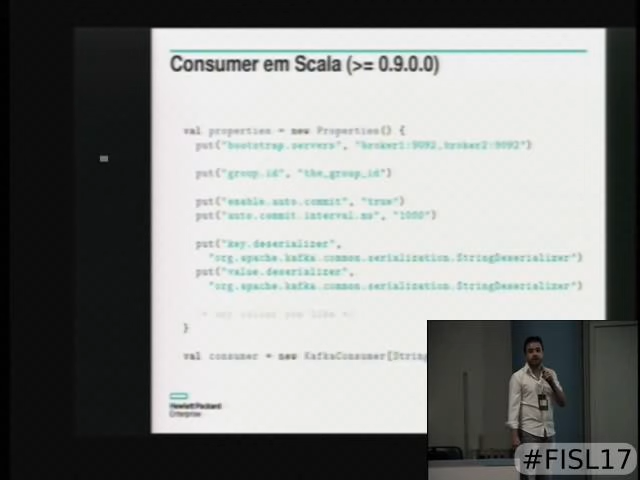 Consumer em Scala (>= 0.9.0.0)
val properties = new Properties() {
put("bootstrap.servers", "broker1:9092,broker2:9092")
put("group.id", "the_group_id")
put("enable.auto.commit", "true")
put("auto.commit.interval.ms", "1000")
put("key.deserializer",
"org.apache.kafka.common.serialization.StringDeserializer")
put("value.deserializer",
"org.apache.kafka.common.serialization.StringDeserializer")
}
val consumer = new KafkaConsumer[String
Hewlett Packard
Enterprise
#FISL17